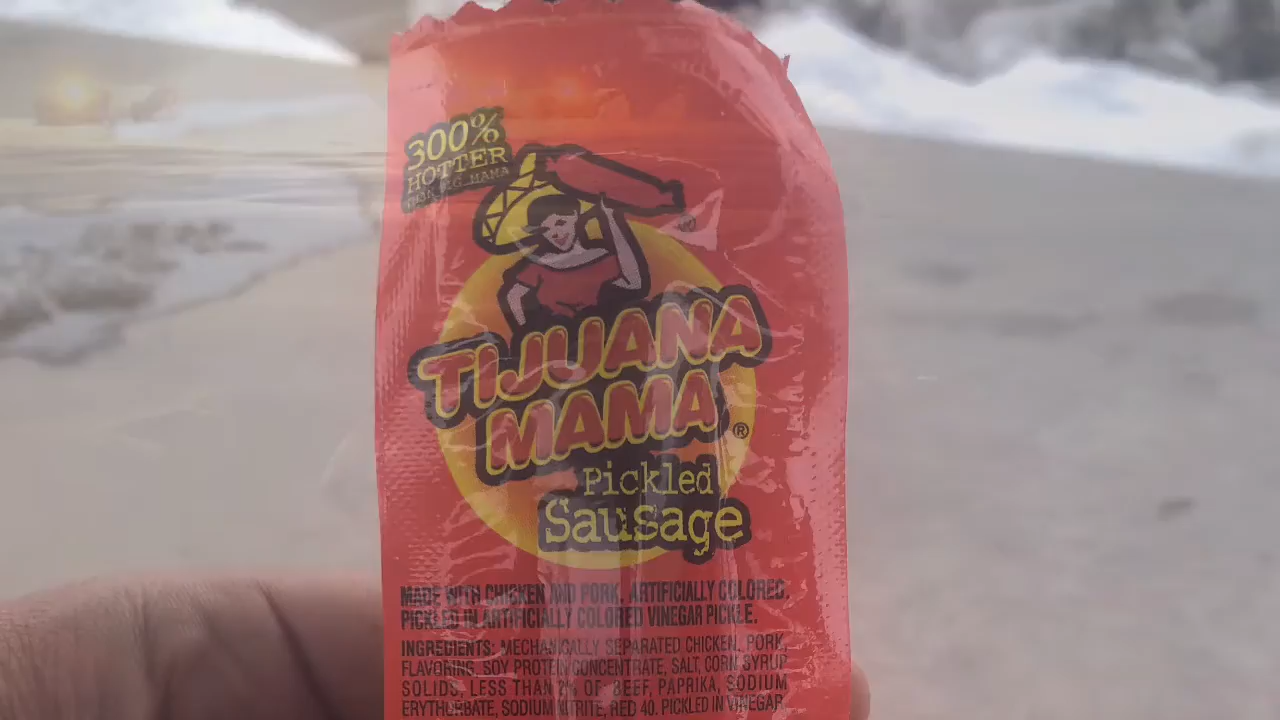 300%
HOTTER
THAN BIG MAMA
®
TIJUANA
MAMA
®
Pickled
Sausage
MADE WITH CHICKEN AND PORK. ARTIFICIALLY COLORED.
PICKLED IN ARTIFICIALLY COLORED VINEGAR PICKLE.
INGREDIENTS: MECHANICALLY SEPARATED CHICKEN, PORK,
FLAVORING, SOY PROTEIN CONCENTRATE, SALT, CORN SYRUP
SOLIDS, LESS THAN 2% OF: BEEF, PAPRIKA, SODIUM
ERYTHORBATE, SODIUM NITRITE, RED 40. PICKLED IN VINEGAR,